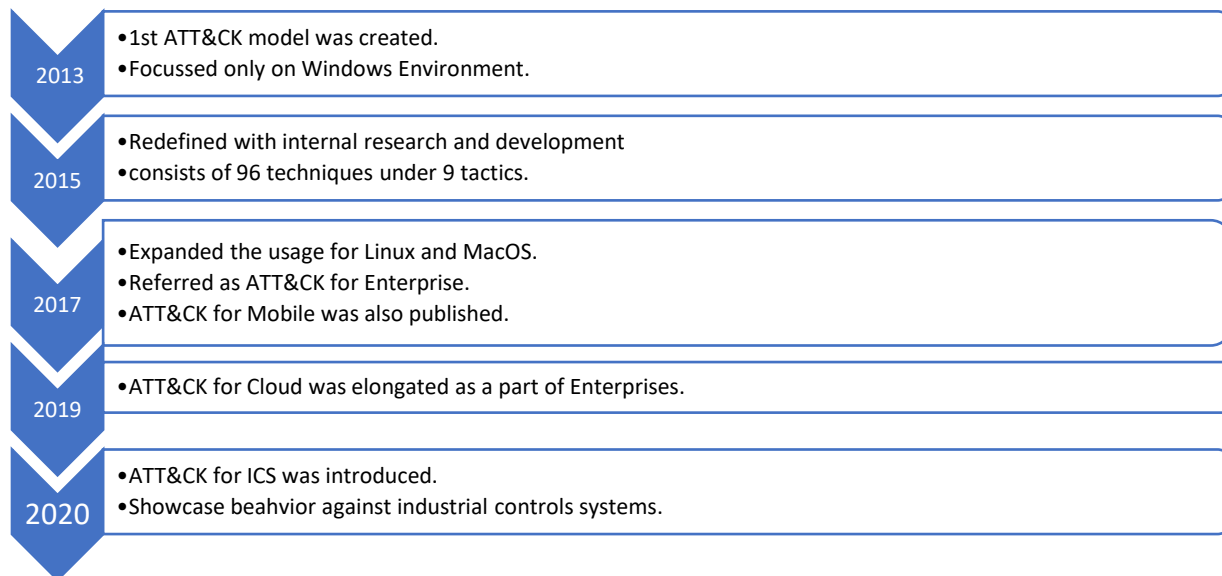 2013
•1st ATT&CK model was created.
•Focussed only on Windows Environment.
2015
•Redefined with internal research and development
•consists of 96 techniques under 9 tactics.
2017
•Expanded the usage for Linux and MacOS.
•Referred as ATT&CK for Enterprise.
•ATT&CK for Mobile was also published.
2019
•ATT&CK for Cloud was elongated as a part of Enterprises.
2020
•ATT&CK for ICS was introduced.
•Showcase beahvior against industrial controls systems.